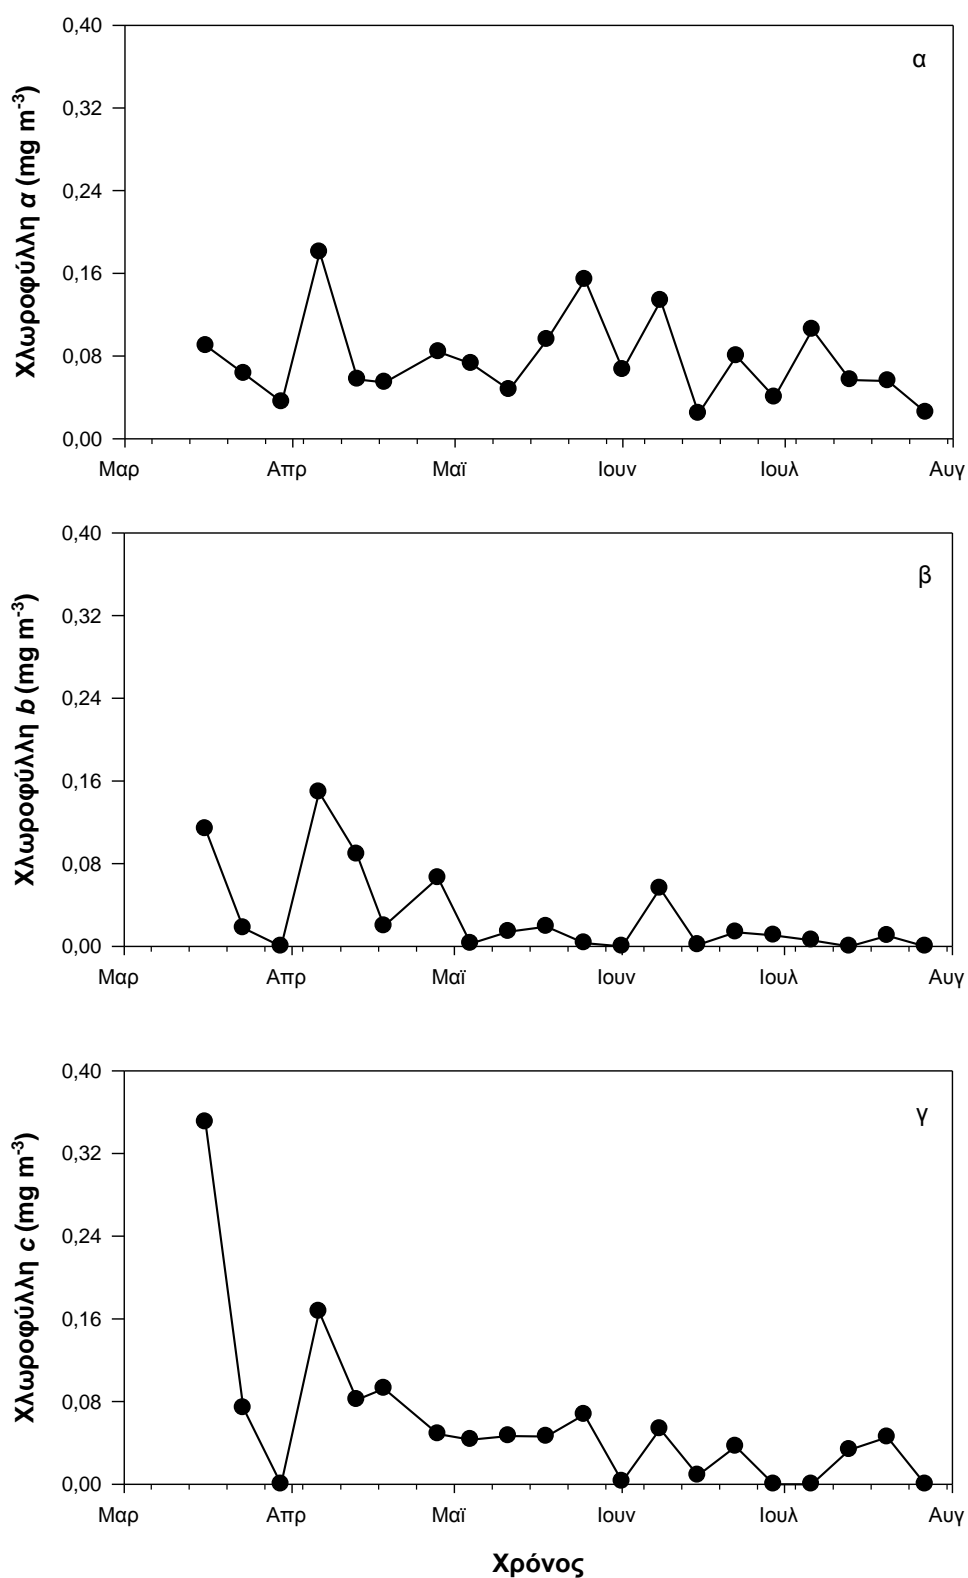 0,40
α
0,32
0,24
0,16
0,08
0,00
Χλωροφύλλη α (mg m-3)
Μαρ Απρ Μαϊ Ιουν Ιουλ Αυγ
0,40
β
0,32
0,24
0,16
0,08
0,00
Χλωροφύλλη b (mg m-3)
Μαρ Απρ Μαϊ Ιουν Ιουλ Αυγ
0,40
γ
0,32
0,24
0,16
0,08
0,00
Χλωροφύλλη c (mg m-3)
Μαρ Απρ Μαϊ Ιουν Ιουλ Αυγ
Χρόνος